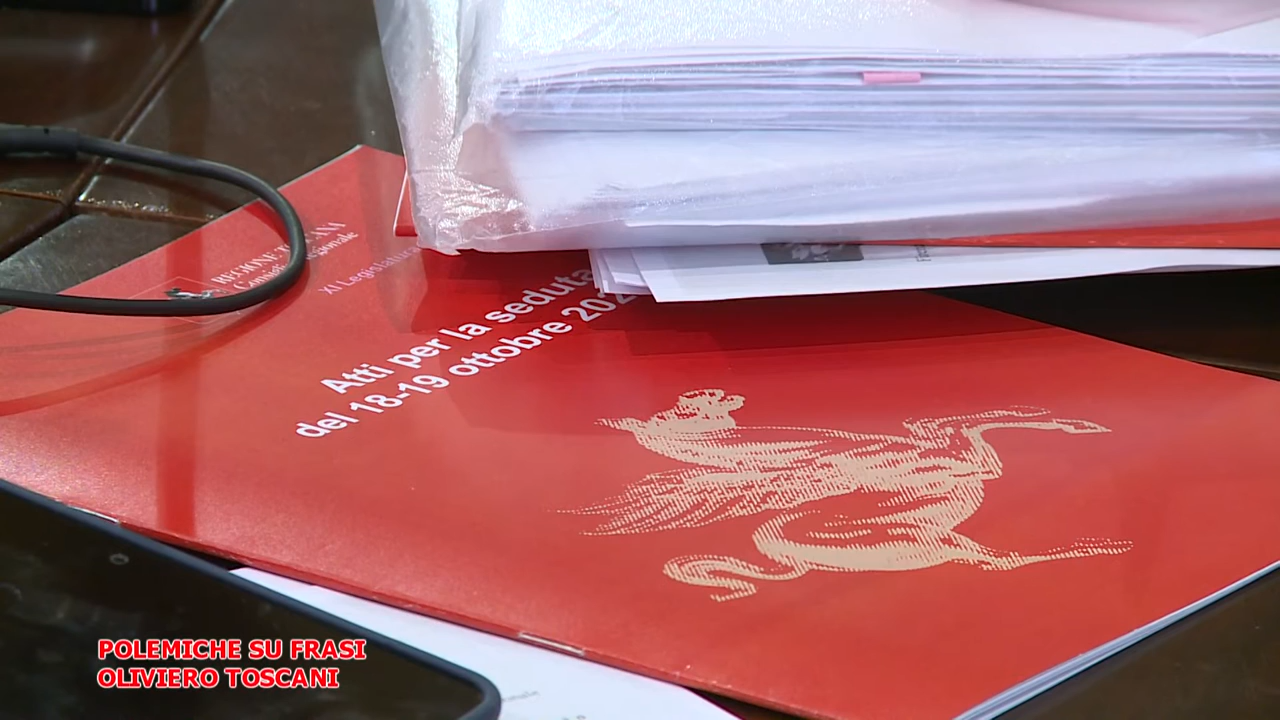 REGIONE TOSCANA
Consiglio Regionale
XI Legislatura
Atti per la seduta
del 18-19 ottobre 202
POLEMICHE SU FRASI
OLIVIERO TOSCANI